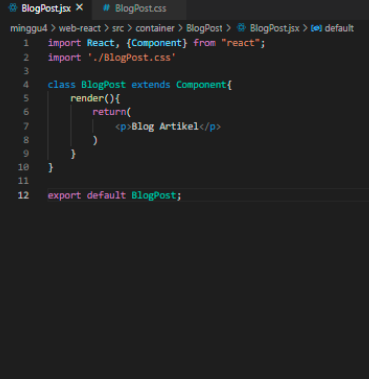 BlogPost.jsx × # BlogPost.css
minggu4 > web-react > src > container > BlogPost > BlogPost.jsx > default
1 import React, {Component} from "react";
2 import './BlogPost.css'
3
4 class BlogPost extends Component{
5 render(){
6 return(
7 <p>Blog Artikel</p>
8 )
9 }
10 }
11
12 export default BlogPost;